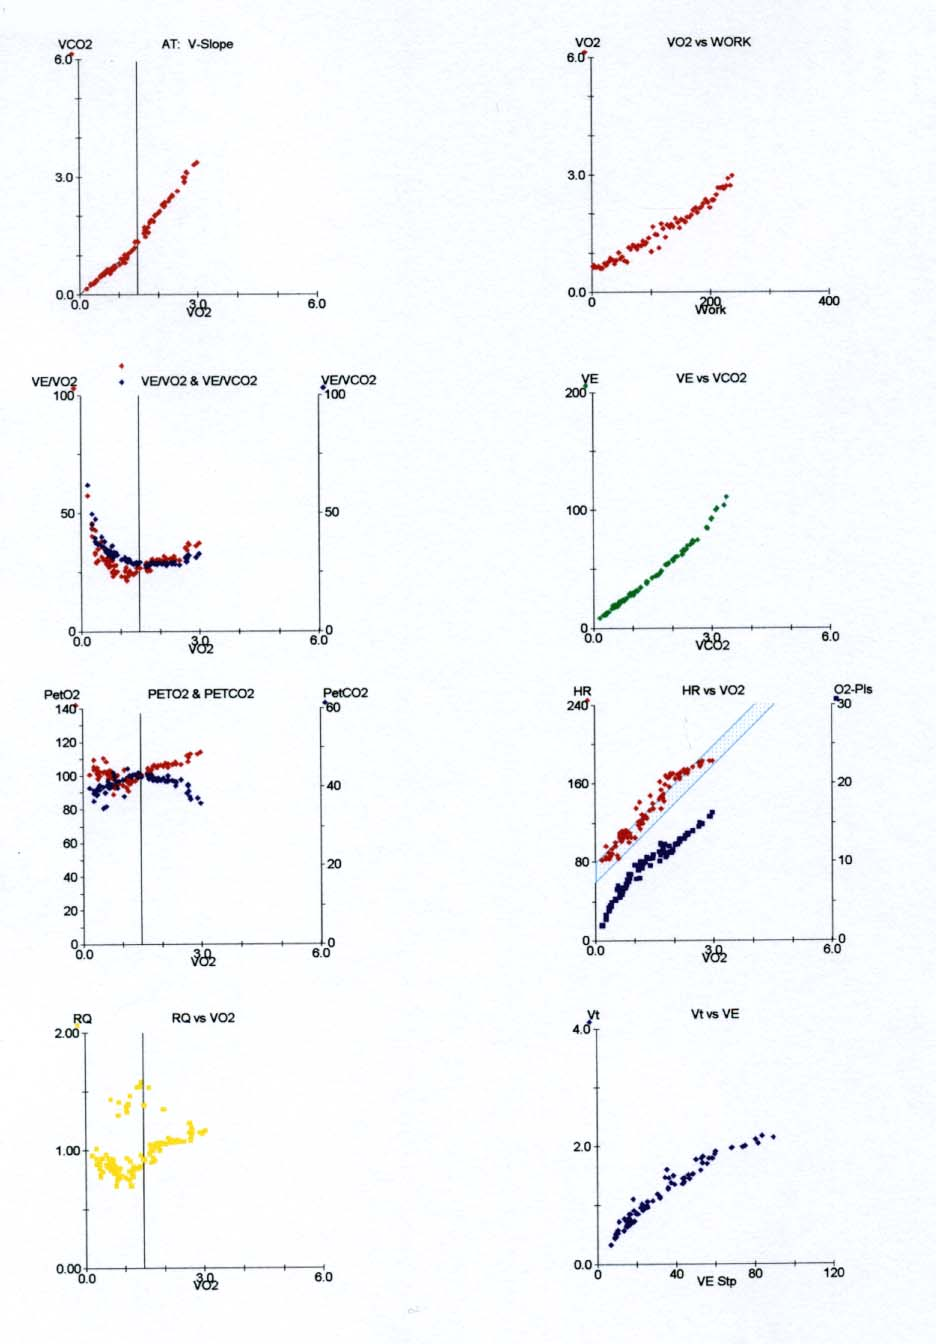 VCO2 AT: V-Slope
6.0
3.0
0.0
0.0 3.0 6.0
VO2
VO2 VO2 vs WORK
6.0
3.0
0.0
0 200 400
Work
VE/VO2 VE/VO2 & VE/VCO2 VE/VCO2
100 100
50 50
0 0
0.0 3.0 6.0
VO2
VE VE vs VCO2
200
100
0
0.0 3.0 6.0
VCO2
PetO2 PETO2 & PETCO2 PetCO2
140 60
120
100 40
80
60
40 20
20
0 0
0.0 3.0 6.0
VO2
HR HR vs VO2 O2-Pls
240 30
160 20
80 10
0 0
0.0 3.0 6.0
VO2
RQ RQ vs VO2
2.00
1.00
0.00
0.0 3.0 6.0
VO2
Vt Vt vs VE
4.0
2.0
0.0
0 40 80 120
VE Stp